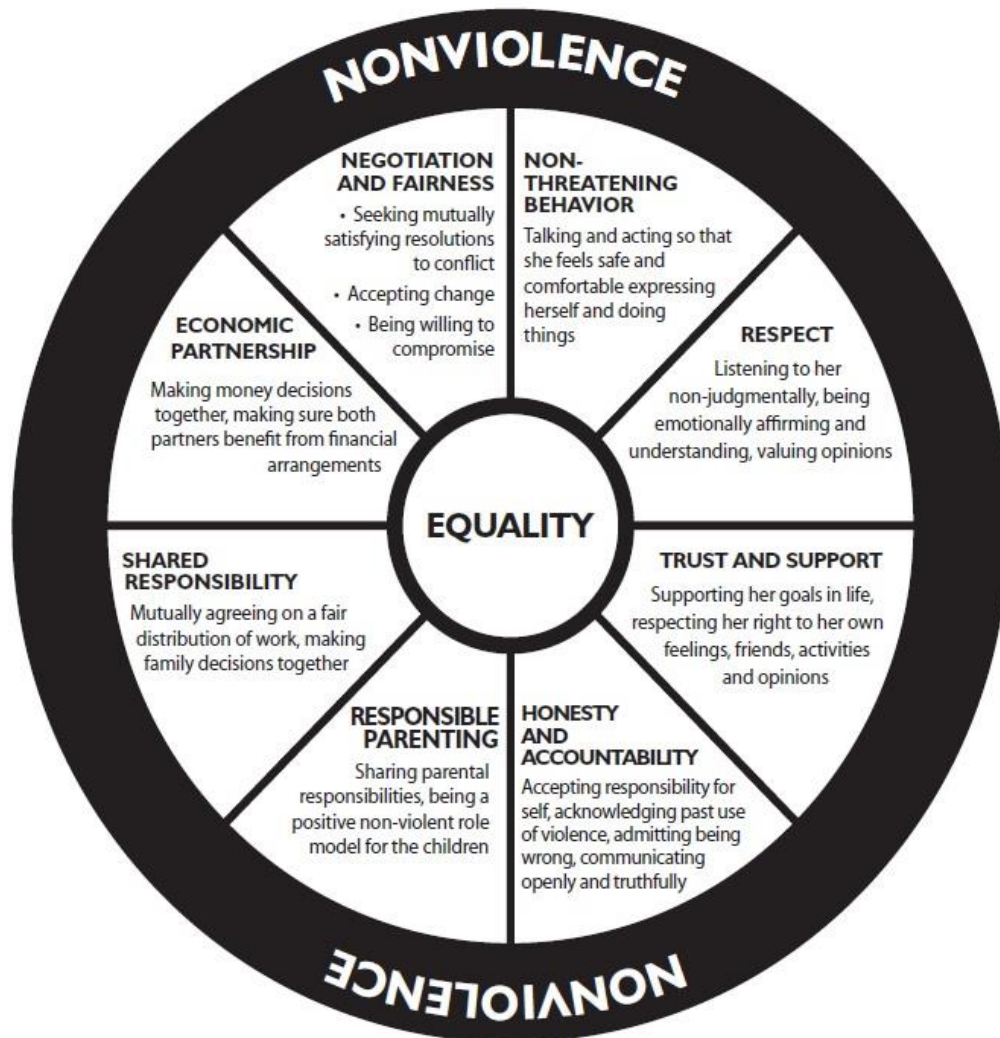 NONVIOLENCE
NEGOTIATION
AND FAIRNESS
• Seeking mutually
satisfying resolutions
to conflict
• Accepting change
• Being willing to
compromise
NON-
THREATENING
BEHAVIOR
Talking and acting so that
she feels safe and
comfortable expressing
herself and doing
things
RESPECT
Listening to her
non-judgmentally, being
emotionally affirming and
understanding, valuing opinions
TRUST AND SUPPORT
Supporting her goals in life,
respecting her right to her own
feelings, friends, activities
and opinions
HONESTY
AND
ACCOUNTABILITY
Accepting responsibility for
self, acknowledging past use
of violence, admitting being
wrong, communicating
openly and truthfully
RESPONSIBLE
PARENTING
Sharing parental
responsibilities, being a
positive non-violent role
model for the children
SHARED
RESPONSIBILITY
Mutually agreeing on a fair
distribution of work, making
family decisions together
ECONOMIC
PARTNERSHIP
Making money decisions
together, making sure both
partners benefit from financial
arrangements
EQUALITY
NONVIOLENCE